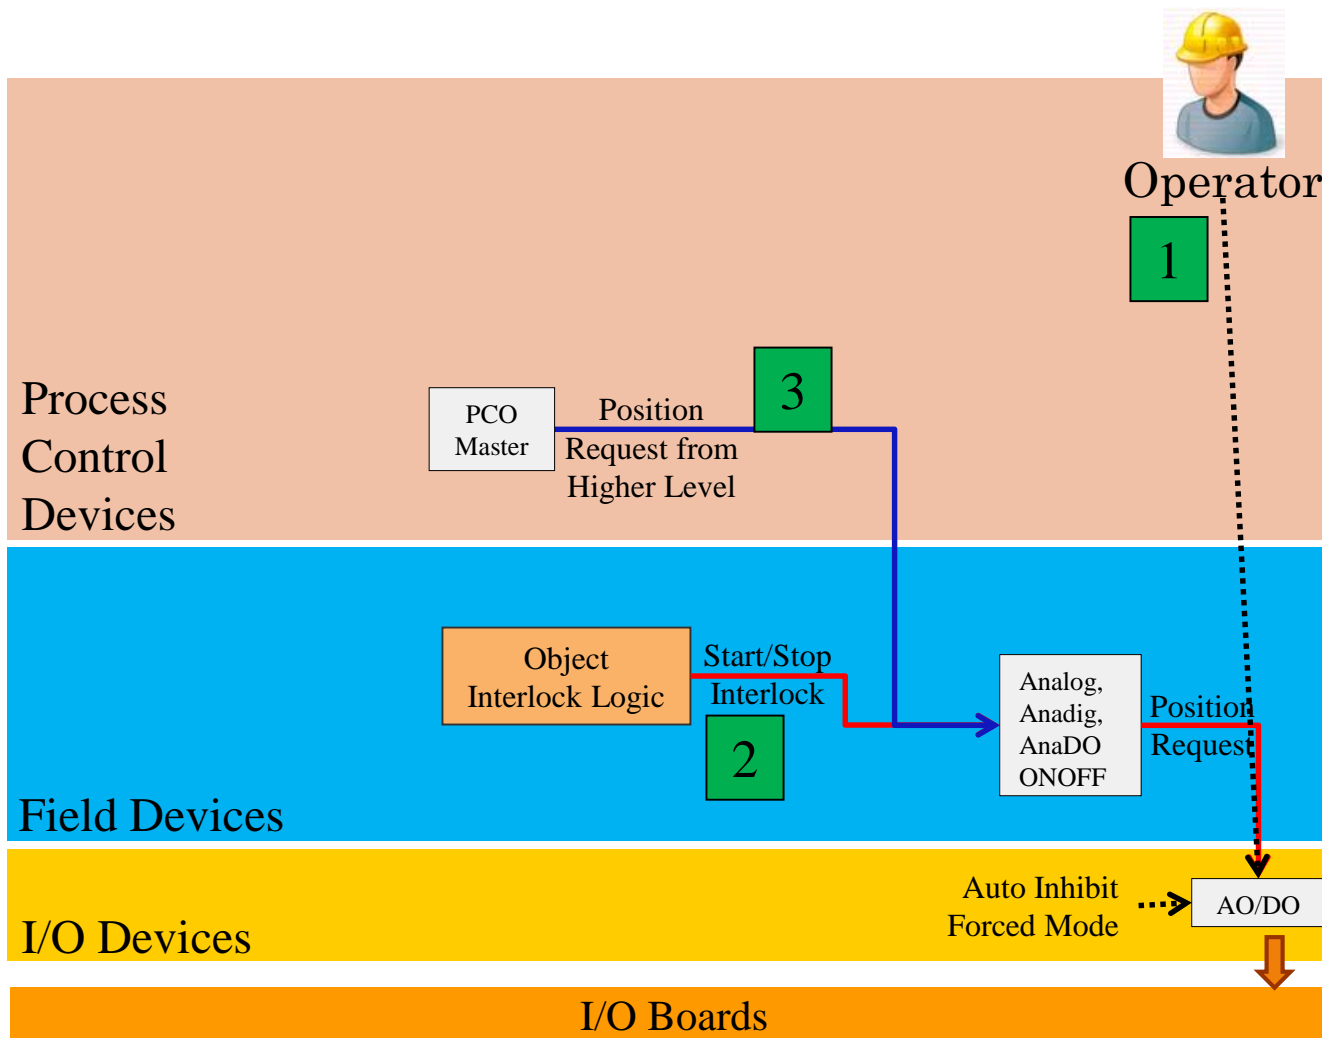 Operator
1
3
Process
Control
Devices
PCO
Master
Position
Request from
Higher Level
Object
Interlock Logic
Start/Stop
Interlock
2
Analog,
Anadig,
AnaDO
ONOFF
Position
Request
Field Devices
Auto Inhibit
Forced Mode
AO/DO
I/O Devices
I/O Boards